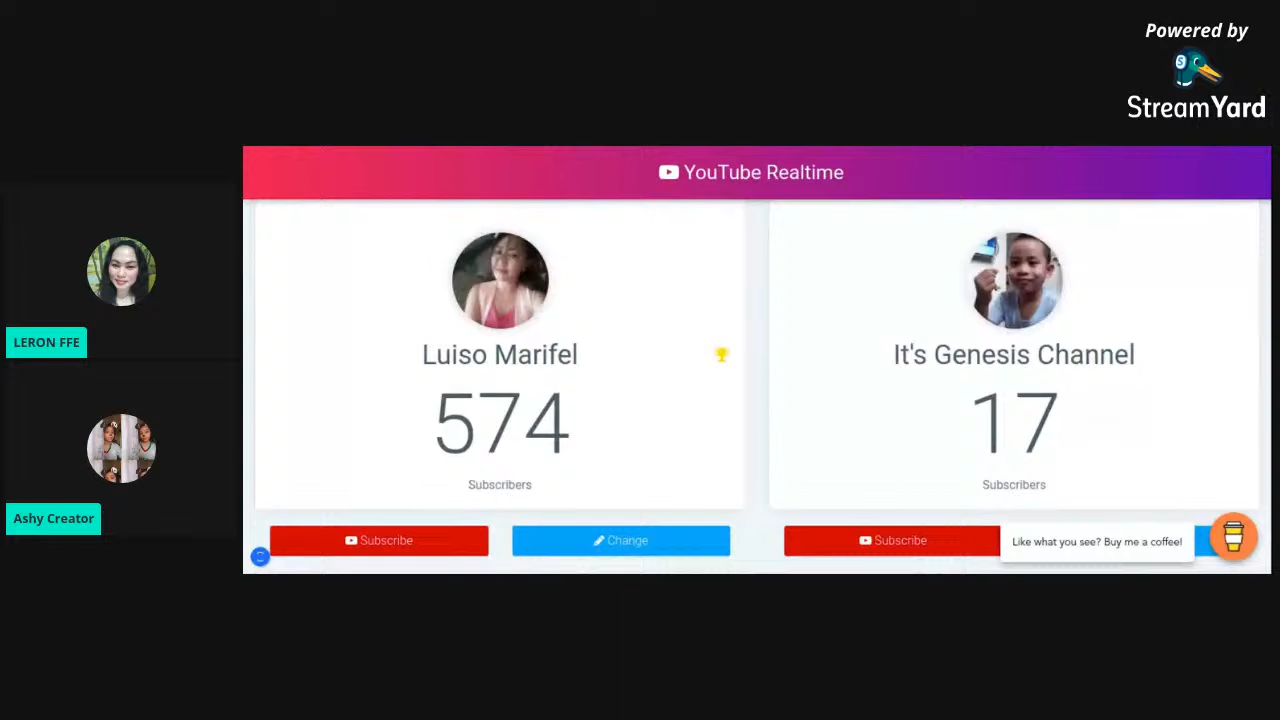 Powered by
StreamYard
YouTube Realtime
LERON FFE
Ashy Creator
Luiso Marifel
574
Subscribers
Subscribe
Change
It's Genesis Channel
17
Subscribers
Subscribe
Like what you see? Buy me a coffee!